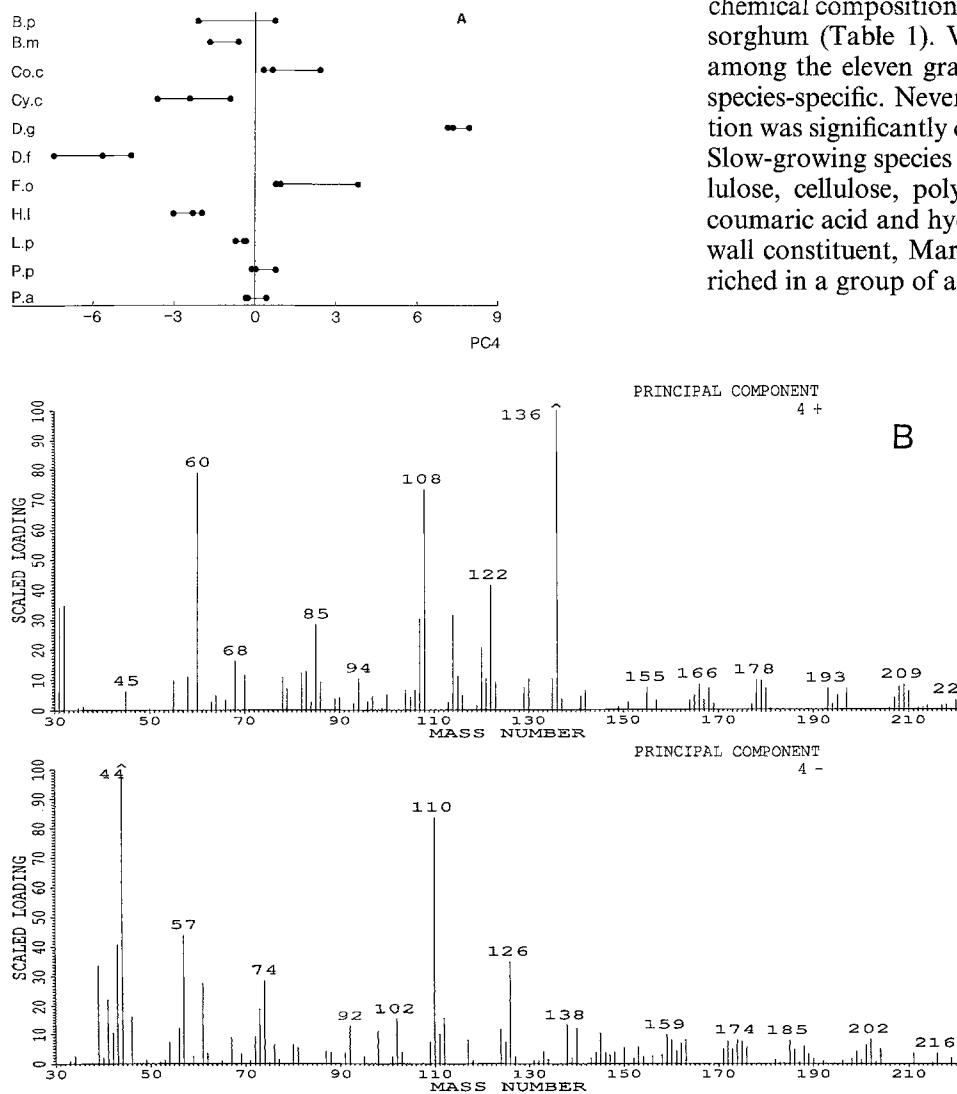 B.p
A
B.m
Co.c
Cy.c
D.g
D.f
F.o
H.l
L.p
P.p
P.a
-6 -3 0 3 6 9
PC4
chemical composition
sorghum (Table 1).
among the eleven
species-specific.
tion was significantly
Slow-growing species
lulose, cellulose,
coumaric acid and
wall constituent,
riched in a group of
PRINCIPAL COMPONENT
4 +
B
SCALED LOADING
0 10 20 30 40 50 60 70 80 90 100
45 60 68 85 94 108 122 136 155 166 178 193 209
30 50 70 90 110 130 150 170 190 210
MASS NUMBER
PRINCIPAL COMPONENT
4 -
SCALED LOADING
0 10 20 30 40 50 60 70 80 90 100
44 57 74 92 102 110 126 138 159 174 185 202 216
30 50 70 90 110 130 150 170 190 210
MASS NUMBER